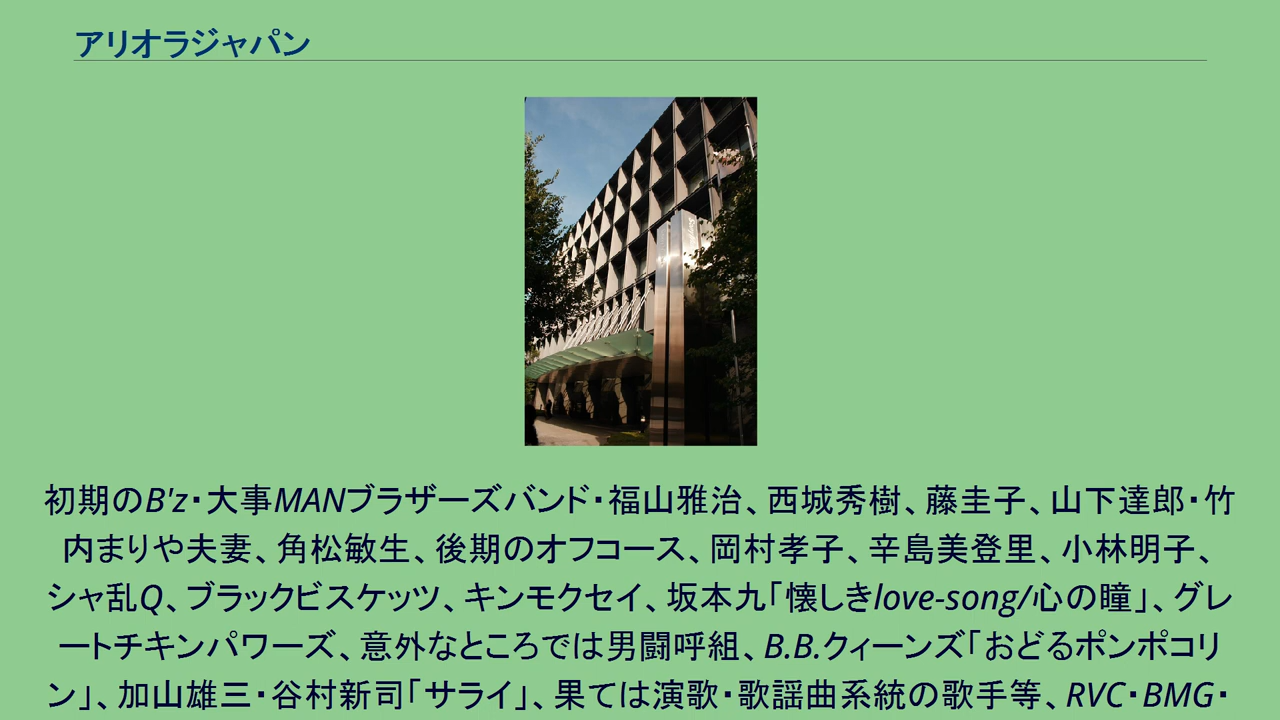 アリオラジャパン
初期のB'z・大事MANブラザーズバンド・福山雅治、西城秀樹、藤圭子、山下達郎・竹
内まりや夫妻、角松敏生、後期のオフコース、岡村孝子、辛島美登里、小林明子、
シャ乱Q、ブラックビスケッツ、キンモクセイ、坂本九「懐しきlove-song/心の瞳」、グレ
ートチキンパワーズ、意外なところでは男闘呼組、B.B.クィーンズ「おどるポンポコリ
ン」、加山雄三・谷村新司「サライ」、果ては演歌・歌謡曲系統の歌手等、RVC・BMG・